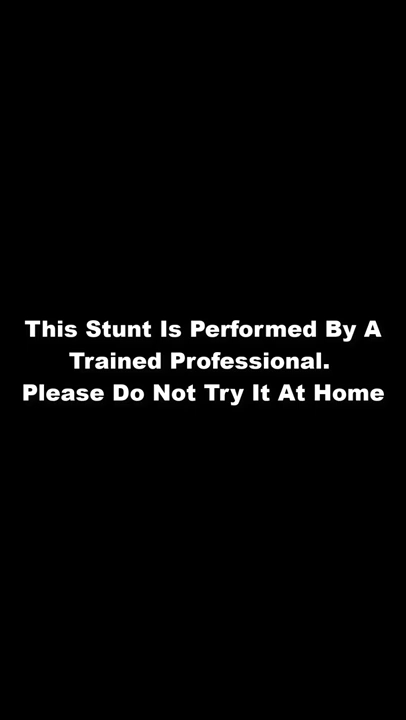 This Stunt Is Performed By A
Trained Professional.
Please Do Not Try It At Home